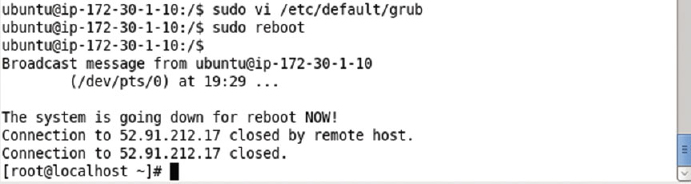 ubuntu@ip-172-30-1-10:/$ sudo vi /etc/default/grub
ubuntu@ip-172-30-1-10:/$ sudo reboot
ubuntu@ip-172-30-1-10:/$
Broadcast message from ubuntu@ip-172-30-1-10
(/dev/pts/0) at 19:29 ...
The system is going down for reboot NOW!
Connection to 52.91.212.17 closed by remote host.
Connection to 52.91.212.17 closed.
[root@localhost ~]#